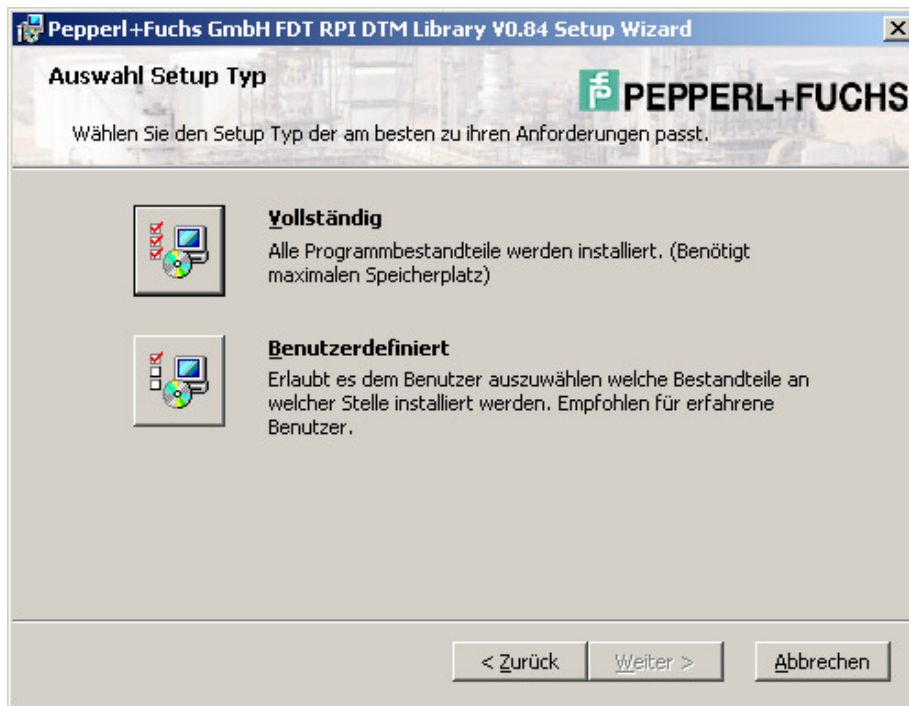 Pepperl+Fuchs GmbH FDT RPI DTM Library V0.84 Setup Wizard
Auswahl Setup Typ
PEPPERL+FUCHS
Wählen Sie den Setup Typ der am besten zu ihren Anforderungen passt.
Vollständig
Alle Programmbestandteile werden installiert. (Benötigt
maximalen Speicherplatz)
Benutzerdefiniert
Erlaubt es dem Benutzer auszuwählen welche Bestandteile an
welcher Stelle installiert werden. Empfohlen für erfahrene
Benutzer.
< Zurück
Weiter >
Abbrechen